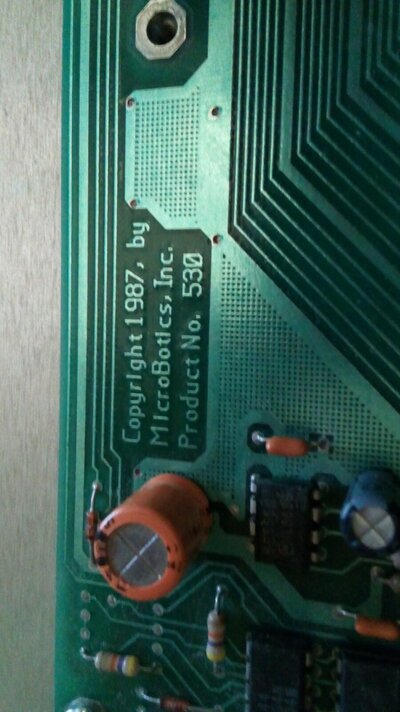 Copyright 1987, by
MicroBotics, Inc.
Product No. 530